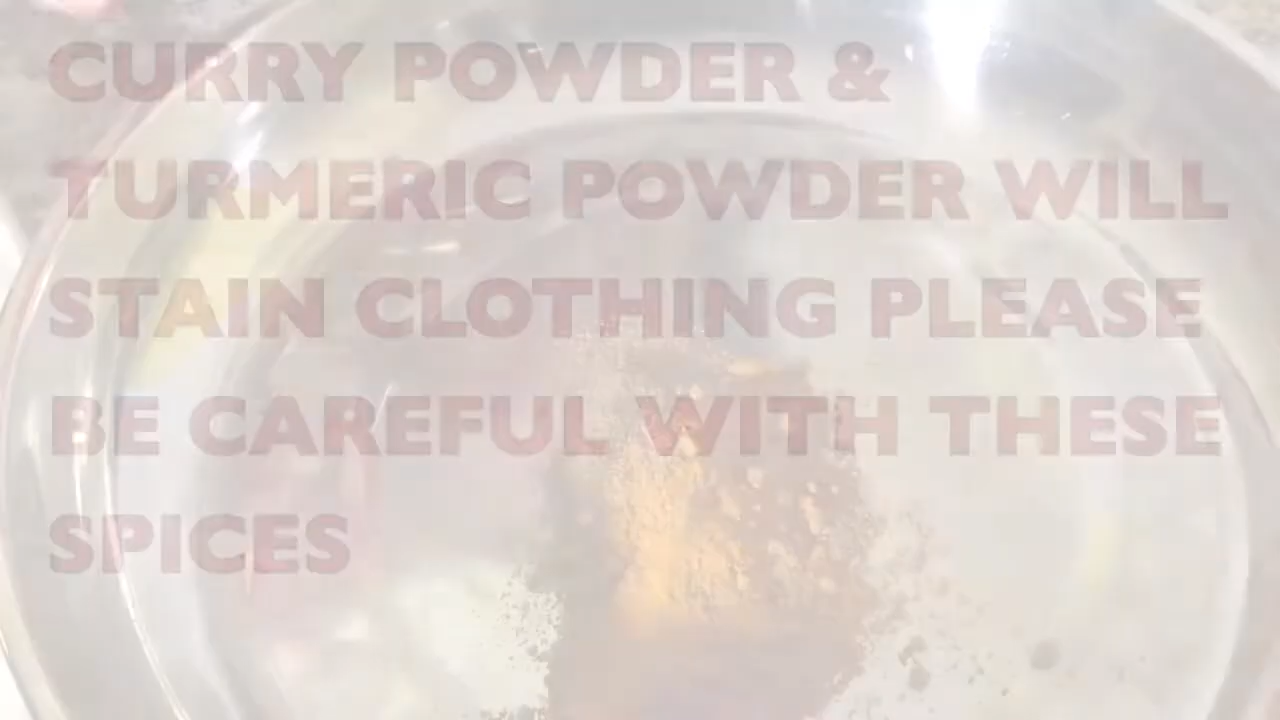 CURRY POWDER &
TURMERIC POWDER WILL
STAIN CLOTHING PLEASE
BE CAREFUL WITH THESE
SPICES